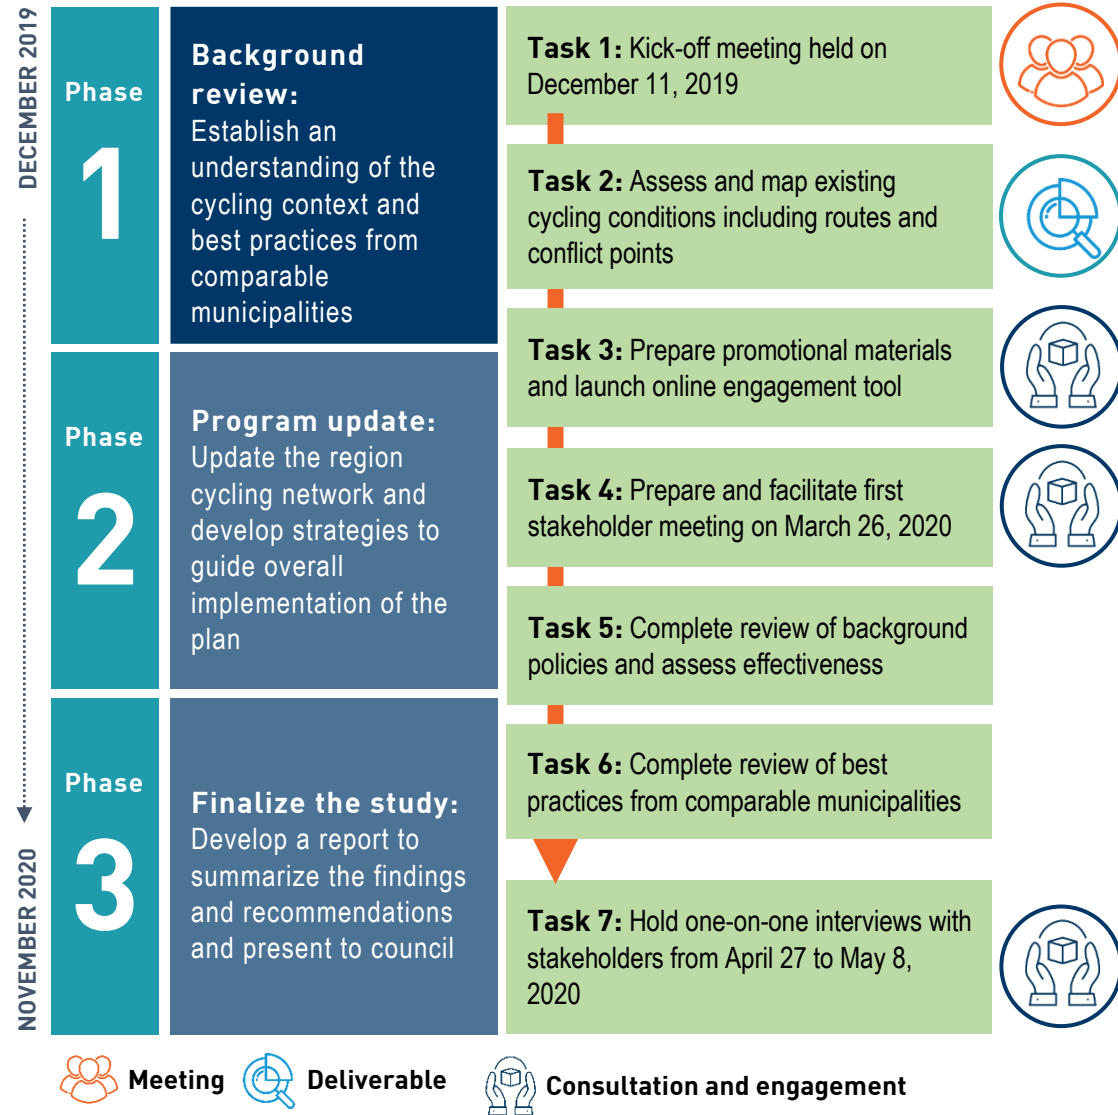 DECEMBER 2019
NOVEMBER 2020
Phase
1
Background
review:
Establish an
understanding of the
cycling context and
best practices from
comparable
municipalities
Phase
2
Program update:
Update the region
cycling network and
develop strategies to
guide overall
implementation of the
plan
Phase
3
Finalize the study:
Develop a report to
summarize the findings
and recommendations
and present to council
Task 1: Kick-off meeting held on
December 11, 2019
Task 2: Assess and map existing
cycling conditions including routes and
conflict points
Task 3: Prepare promotional materials
and launch online engagement tool
Task 4: Prepare and facilitate first
stakeholder meeting on March 26, 2020
Task 5: Complete review of background
policies and assess effectiveness
Task 6: Complete review of best
practices from comparable municipalities
Task 7: Hold one-on-one interviews with
stakeholders from April 27 to May 8,
2020
Meeting
Deliverable
Consultation and engagement